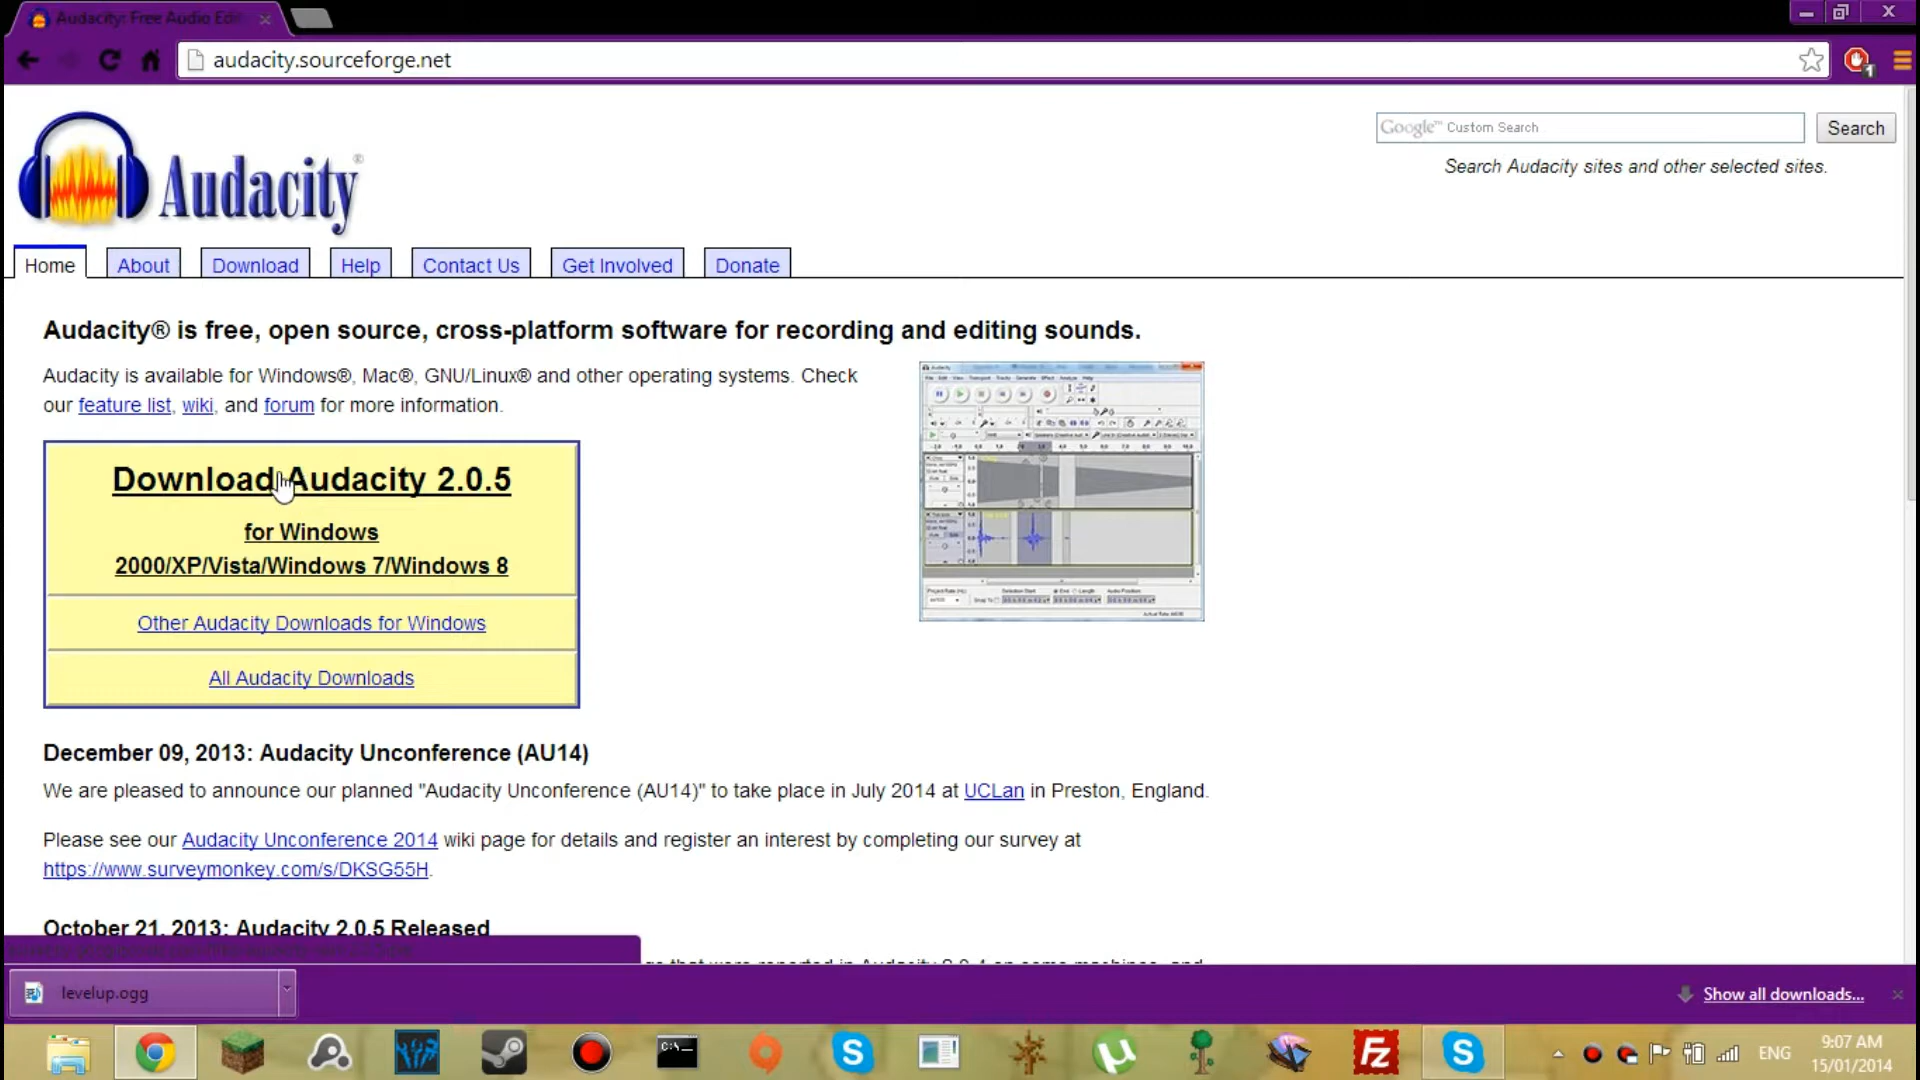 Audacity: Free Audio Edit
audacity.sourceforge.net
1
Audacity®
Google™ Custom Search
Search
Search Audacity sites and other selected sites.
Home
About
Download
Help
Contact Us
Get Involved
Donate
Audacity® is free, open source, cross-platform software for recording and editing sounds.
Audacity is available for Windows®, Mac®, GNU/Linux® and other operating systems. Check
our feature list, wiki, and forum for more information.
Download Audacity 2.0.5
for Windows
2000/XP/Vista/Windows 7/Windows 8
Other Audacity Downloads for Windows
All Audacity Downloads
December 09, 2013: Audacity Unconference (AU14)
We are pleased to announce our planned "Audacity Unconference (AU14)" to take place in July 2014 at UCLan in Preston, England.
Please see our Audacity Unconference 2014 wiki page for details and register an interest by completing our survey at
https://www.surveymonkey.com/s/DKSG55H.
October 21, 2013: Audacity 2.0.5 Released
levelup.ogg
Show all downloads...
C:\
Fz
ENG
9:07 AM
15/01/2014